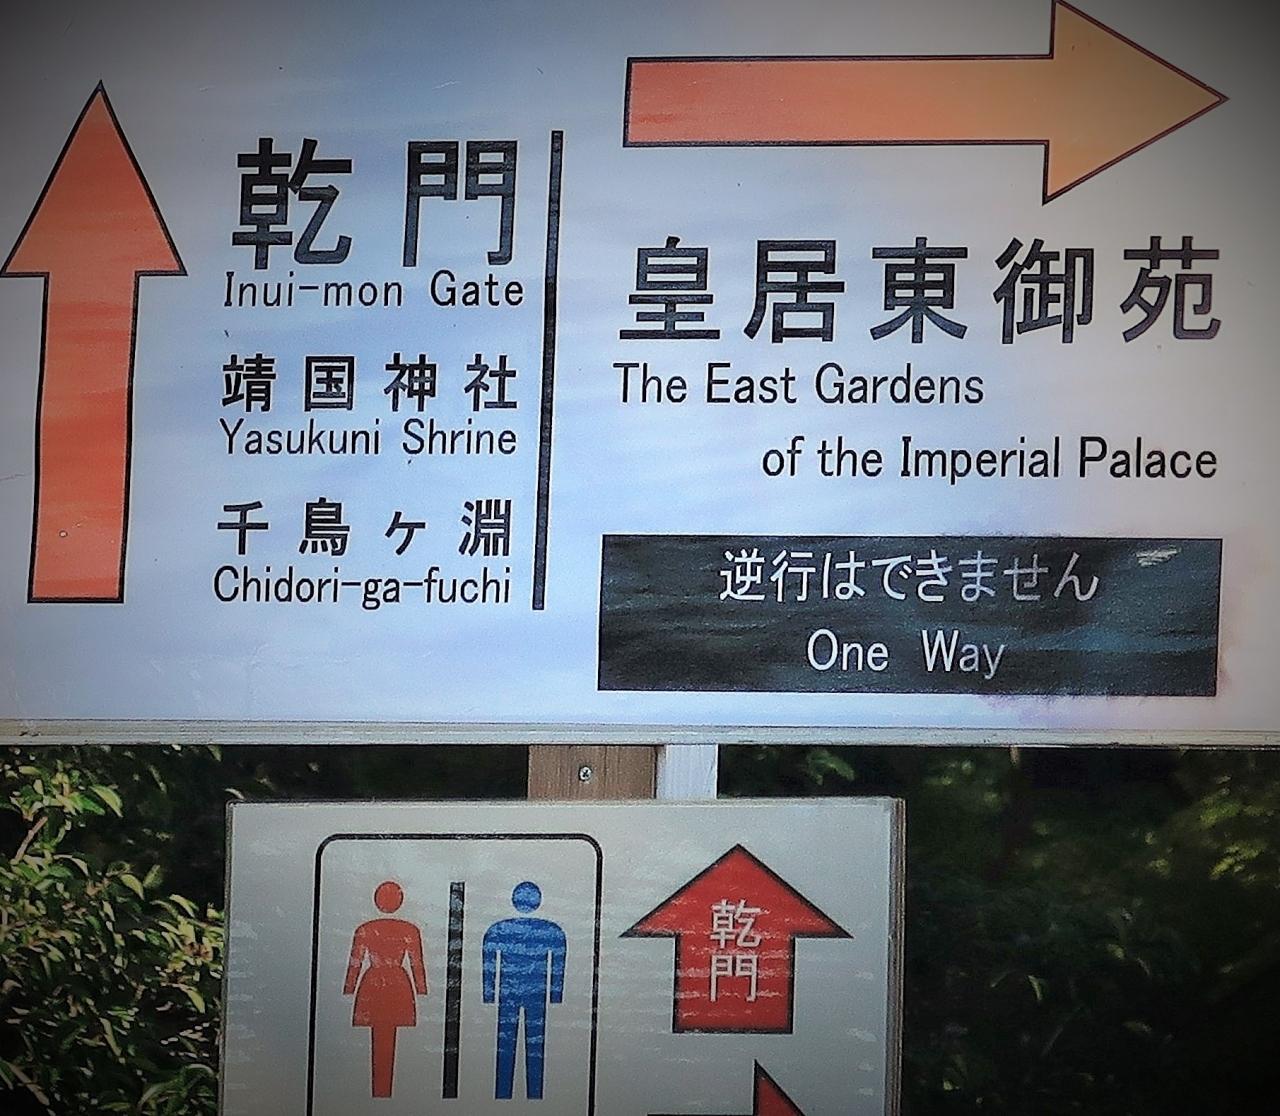 乾門
Inui-mon Gate
靖国神社
Yasukuni Shrine
千鳥ヶ淵
Chidori-ga-fuchi
皇居東御苑
The East Gardens
of the Imperial Palace
逆行はできません
One Way
乾
門